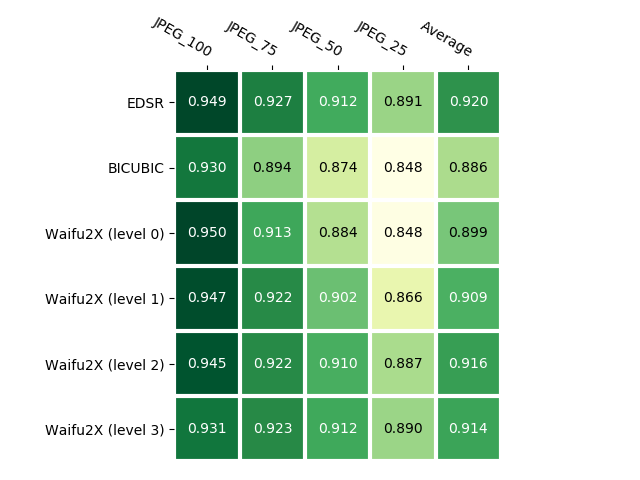 JPEG_100 JPEG_75 JPEG_50 JPEG_25 Average
EDSR 0.949 0.927 0.912 0.891 0.920
BICUBIC 0.930 0.894 0.874 0.848 0.886
Waifu2X (level 0) 0.950 0.913 0.884 0.848 0.899
Waifu2X (level 1) 0.947 0.922 0.902 0.866 0.909
Waifu2X (level 2) 0.945 0.922 0.910 0.887 0.916
Waifu2X (level 3) 0.931 0.923 0.912 0.890 0.914